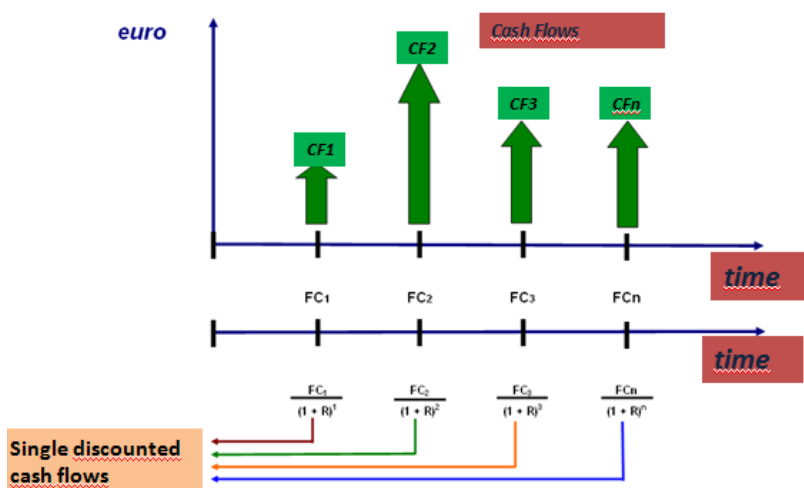 euro
Cash Flows
CF1
CF2
CF3
CFn
time
FC₁ FC₂ FC₃ FCn
time
FC₁ FC₂ FC₃ FCn
(1 + R)¹ (1 + R)² (1 + R)³ (1 + R)ⁿ
Single discounted
cash flows